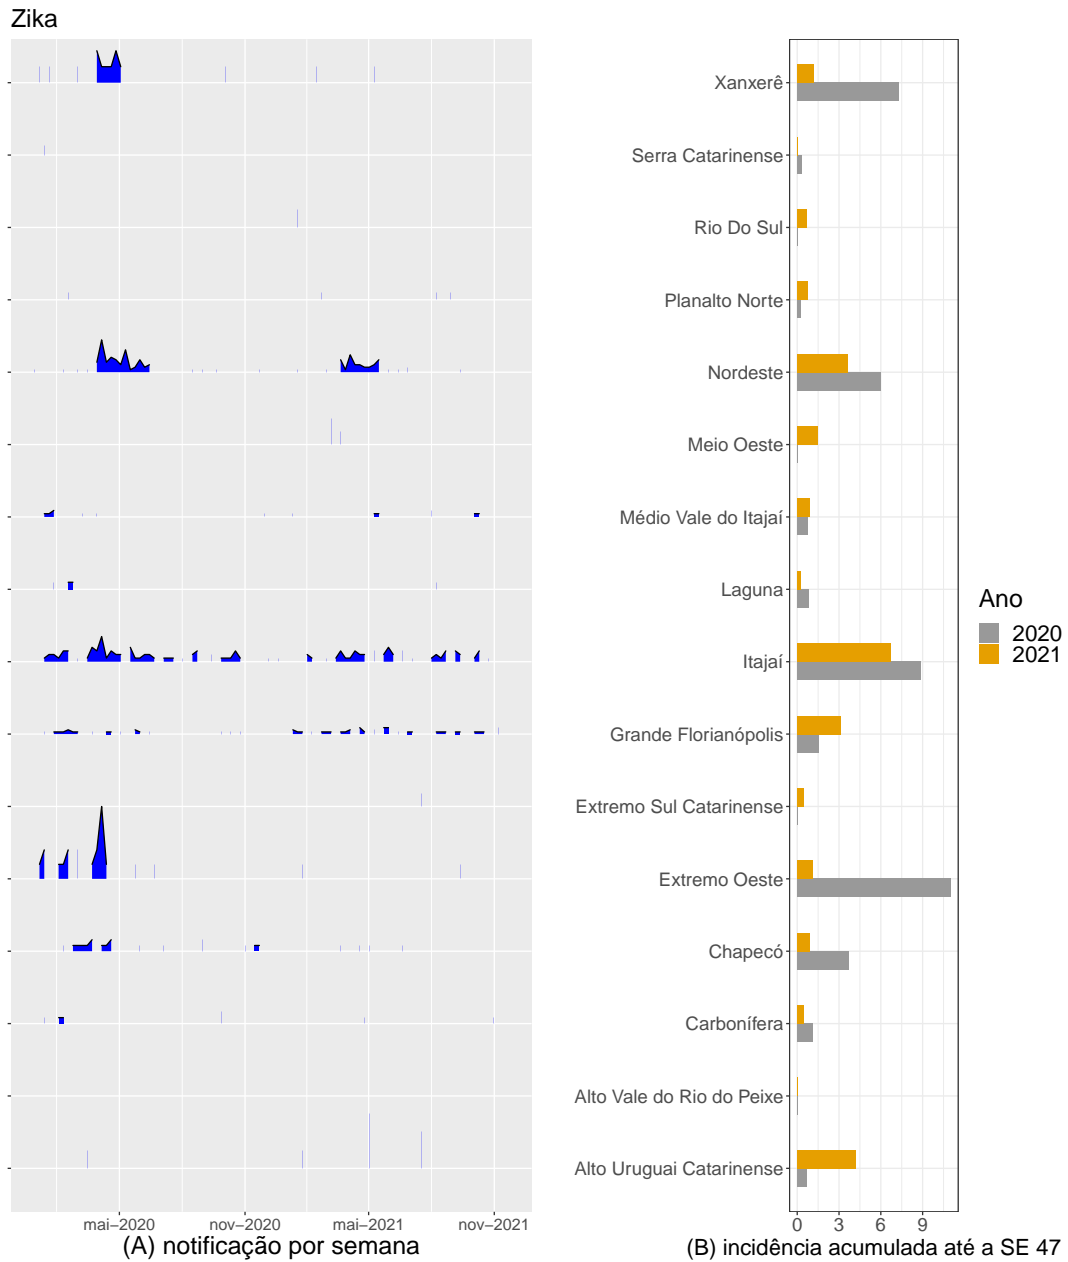 Zika
Xanxerê
Serra Catarinense
Rio Do Sul
Planalto Norte
Nordeste
Meio Oeste
Médio Vale do Itajaí
Laguna
Itajaí
Grande Florianópolis
Extremo Sul Catarinense
Extremo Oeste
Chapecó
Carbonífera
Alto Vale do Rio do Peixe
Alto Uruguai Catarinense
Ano
2020
2021
mai–2020 nov–2020 mai–2021 nov–2021
(A) notificação por semana
0 3 6 9
(B) incidência acumulada até a SE 47